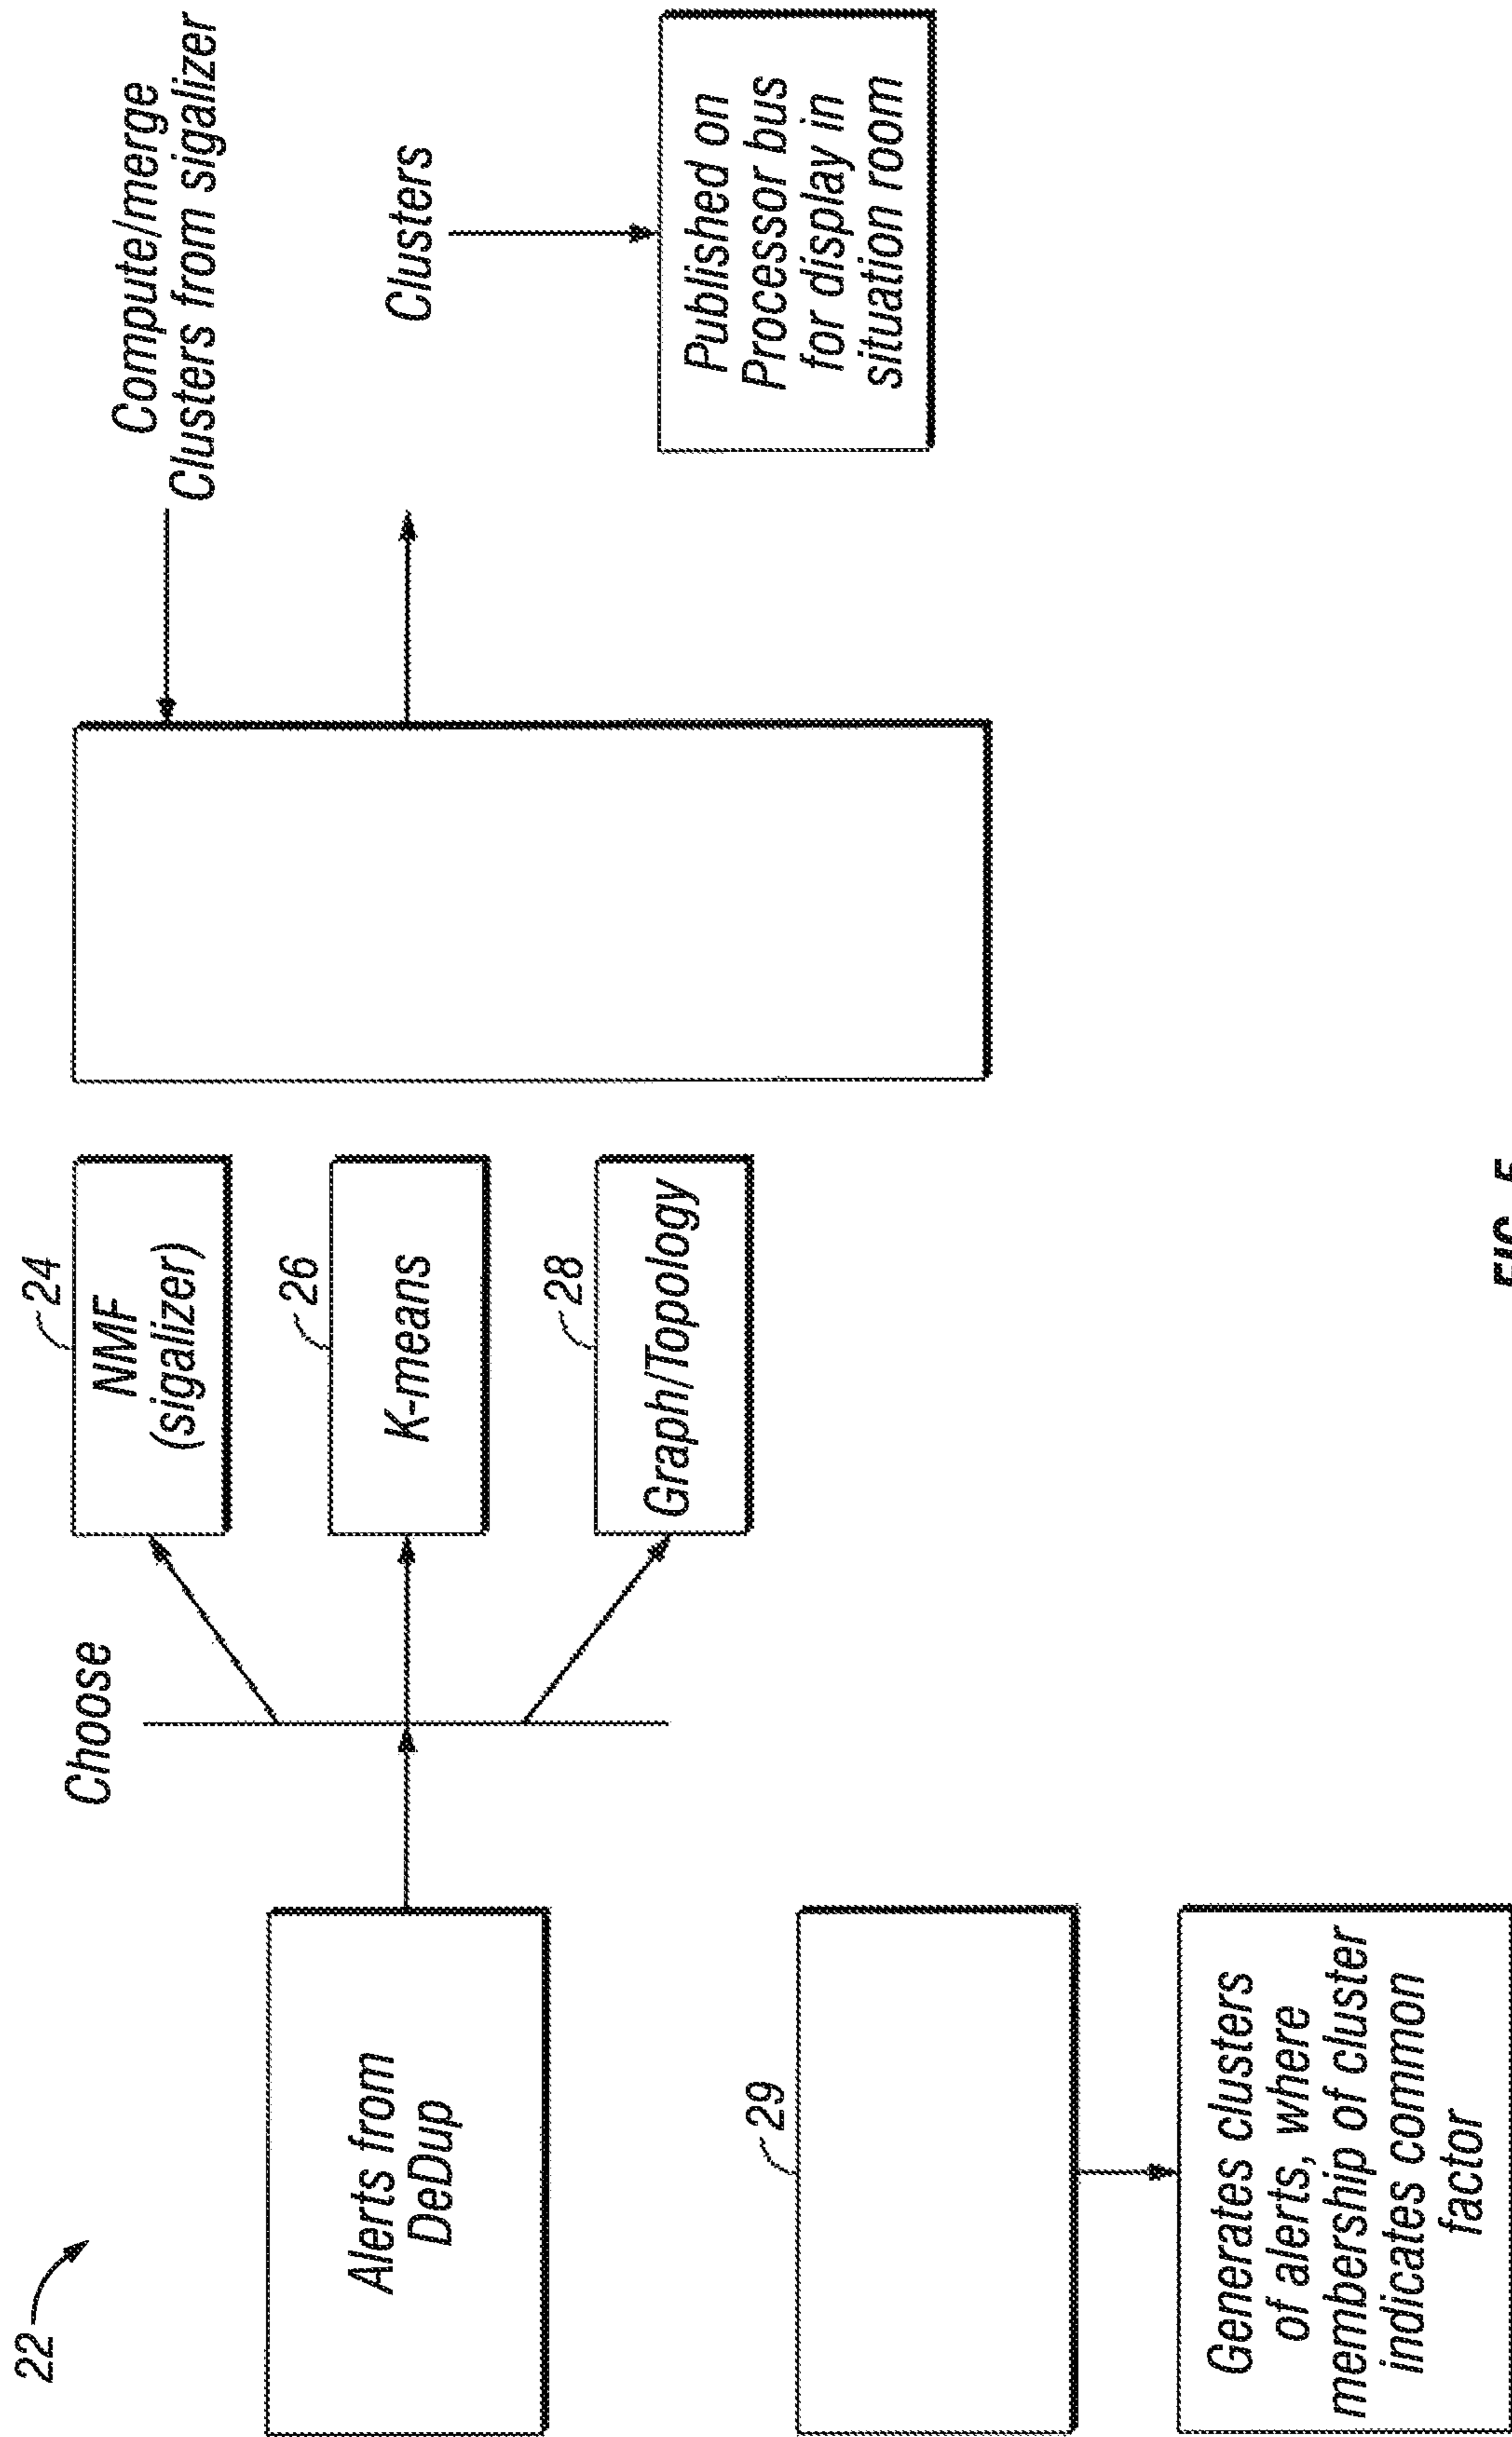 22
Alerts from
DeDup
Choose
24
NMF
(sigalizer)
26
K-means
28
Graph/Topology
Compute/merge
Clusters from sigalizer
Clusters
Published on
Processor bus
for display in
situation room
29
Generates clusters
of alerts, where
membership of cluster
indicates common
factor
FIG. 5